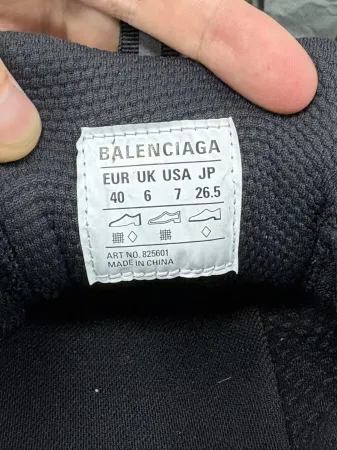 BALENCIAGA
EUR UK USA JP
40 6 7 26.5
ART NO. 825601
MADE IN CHINA